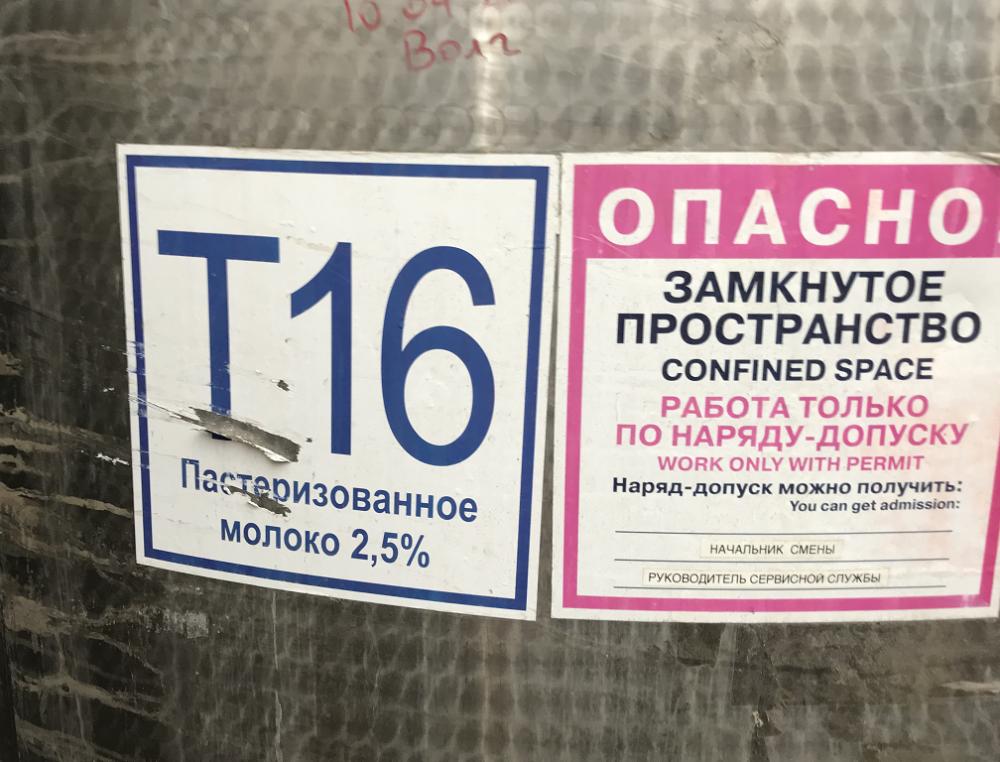 Волг
Т16
Пастеризованное
молоко 2,5%
ОПАСНО
ЗАМКНУТОЕ
ПРОСТРАНСТВО
CONFINED SPACE
РАБОТА ТОЛЬКО
ПО НАРЯДУ-ДОПУСКУ
WORK ONLY WITH PERMIT
Наряд-допуск можно получить:
You can get admission:
НАЧАЛЬНИК СМЕНЫ
РУКОВОДИТЕЛЬ СЕРВИСНОЙ СЛУЖБЫ